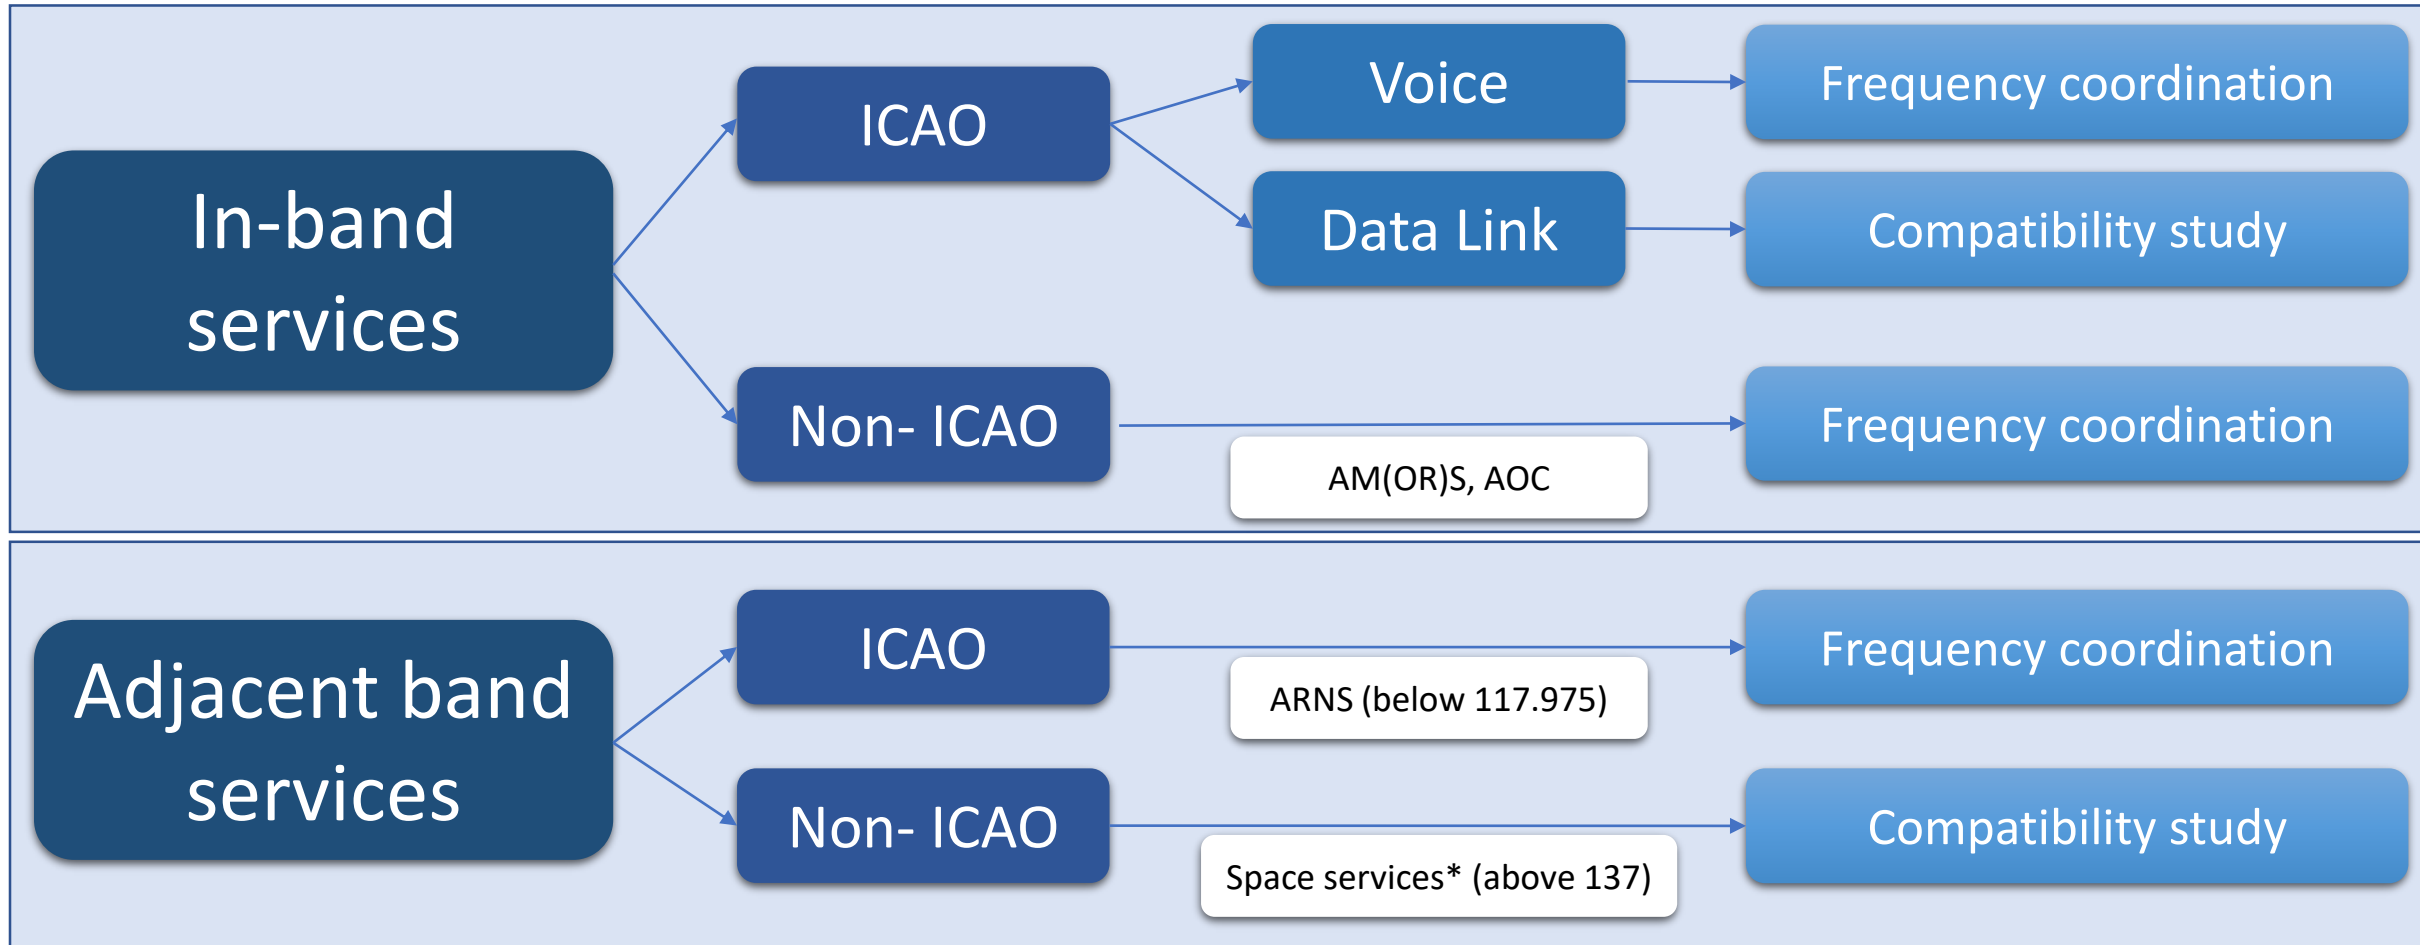 In-band
services
ICAO
Voice
Frequency coordination
Data Link
Compatibility study
Non- ICAO
AM(OR)S, AOC
Frequency coordination
Adjacent band
services
ICAO
ARNS (below 117.975)
Frequency coordination
Non- ICAO
Space services* (above 137)
Compatibility study